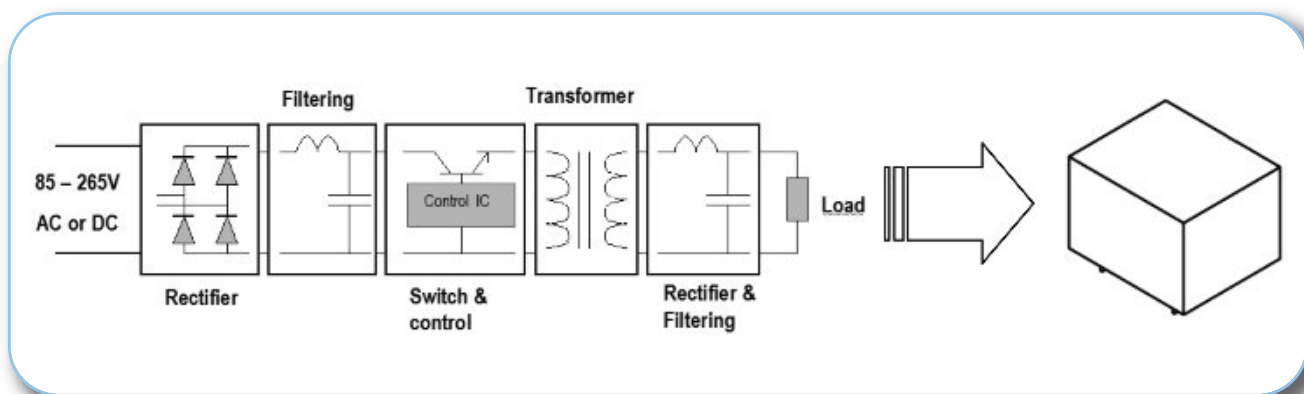 Filtering
Transformer
85 – 265V
AC or DC
Control IC
Load
Rectifier
Switch &
control
Rectifier &
Filtering